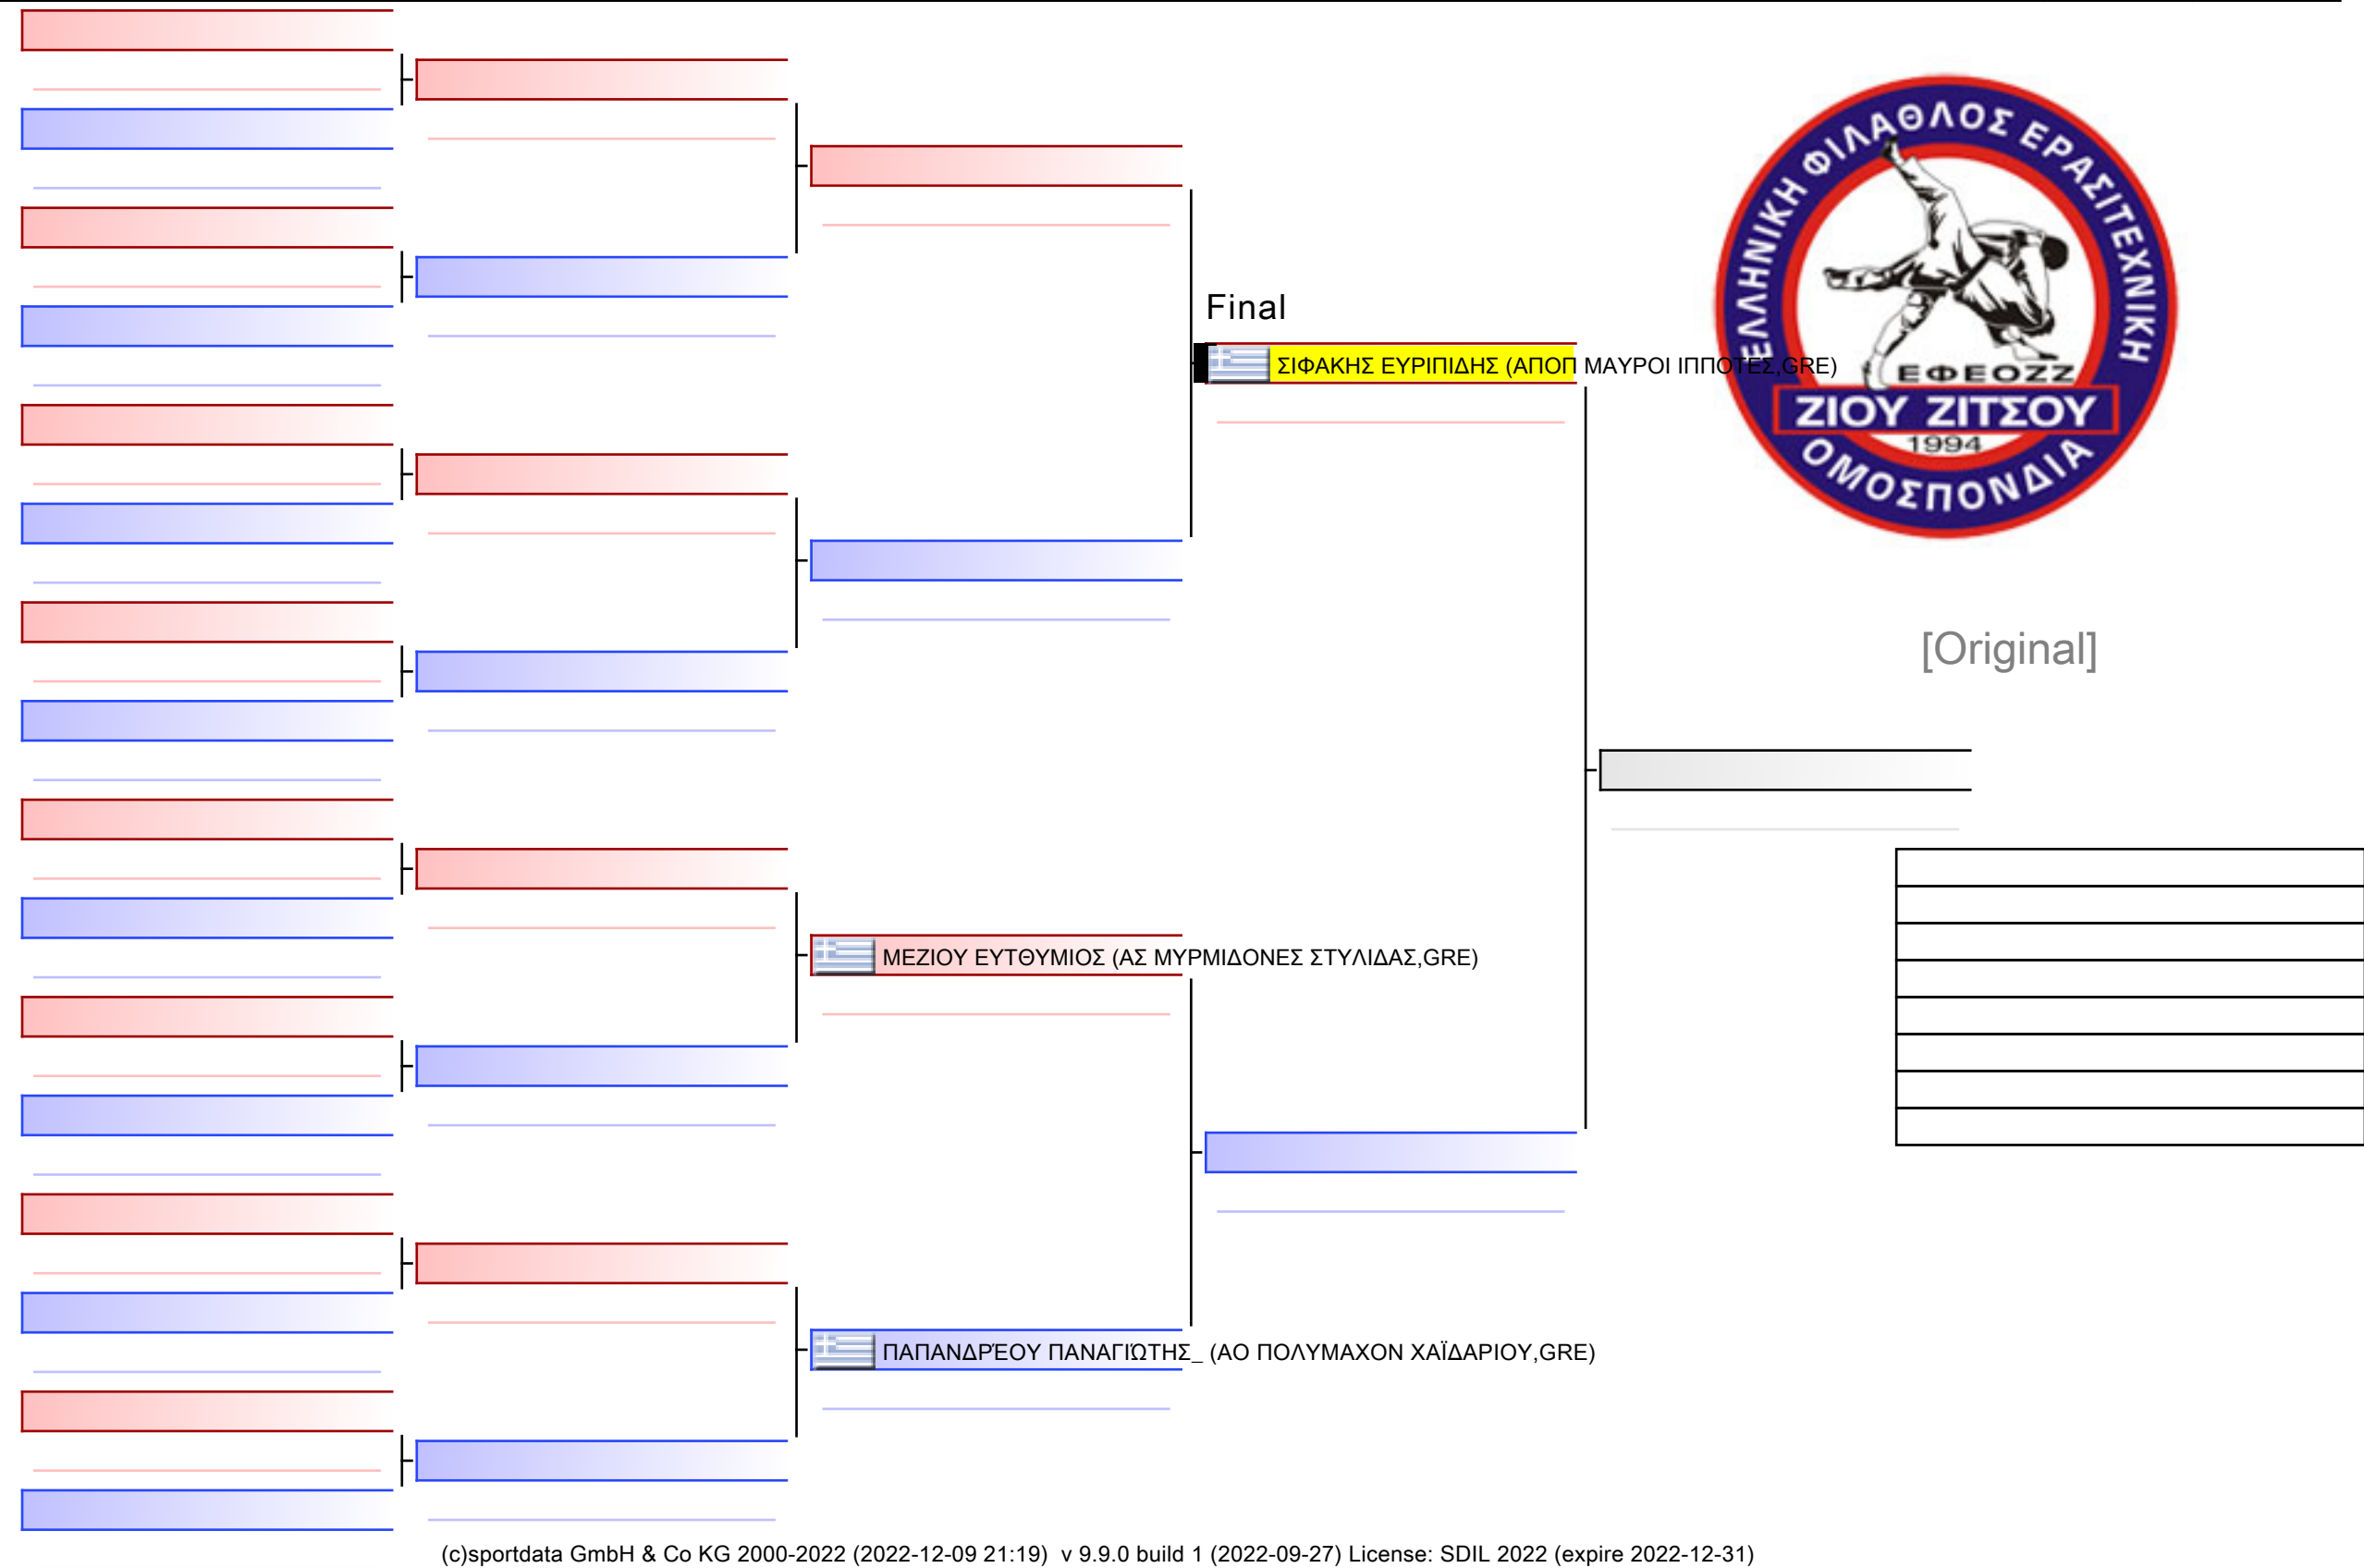 ΕΛΛΗΝΙΚΗ ΦΙΛΑΘΛΟΣ ΕΡΑΣΙΤΕΧΝΙΚΗ
Final
ΣΙΦΑΚΗΣ ΕΥΡΙΠΙΔΗΣ (ΑΠΟΠ ΜΑΥΡΟΙ ΙΠΠΟΤΕΣ,GRE)
ΕΦΕΟΖΖ
ΖΙΟΥ ΖΙΤΣΟΥ
1994
ΟΜΟΣΠΟΝΔΙΑ
[Original]
ΜΕΖΙΟΥ ΕΥΤΘΥΜΙΟΣ (ΑΣ ΜΥΡΜΙΔΟΝΕΣ ΣΤΥΛΙΔΑΣ,GRE)
ΠΑΠΑΝΔΡΈΟΥ ΠΑΝΑΓΙΏΤΗΣ_ (ΑΟ ΠΟΛΥΜΑΧΟΝ ΧΑΪΔΑΡΙΟΥ,GRE)
(c)sportdata GmbH & Co KG 2000-2022 (2022-12-09 21:19) v 9.9.0 build 1 (2022-09-27) License: SDIL 2022 (expire 2022-12-31)